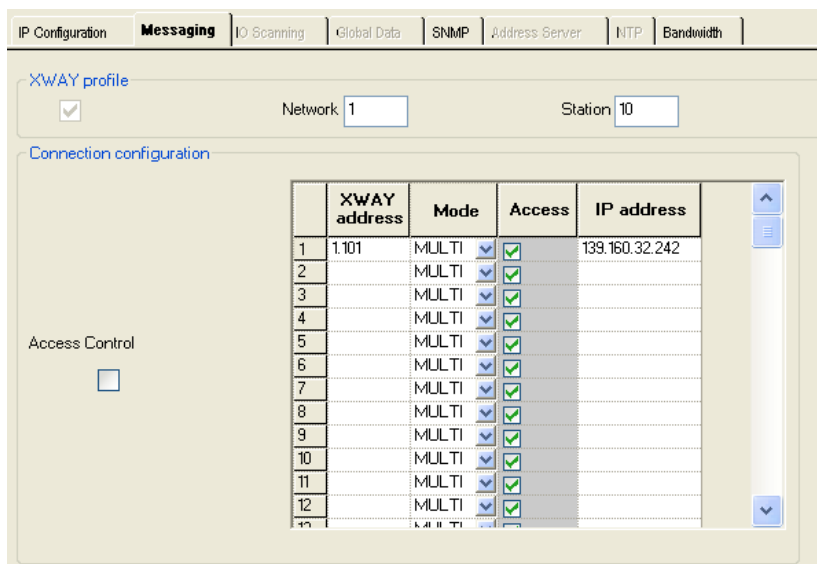 IP Configuration Messaging IO Scanning Global Data SNMP Address Server NTP Bandwidth
XWAY profile
Network 1 Station 10
Connection configuration
XWAY address Mode Access IP address
1 1.101 MULTI 139.160.32.242
2 MULTI
3 MULTI
4 MULTI
5 MULTI
Access Control
6 MULTI
7 MULTI
8 MULTI
9 MULTI
10 MULTI
11 MULTI
12 MULTI